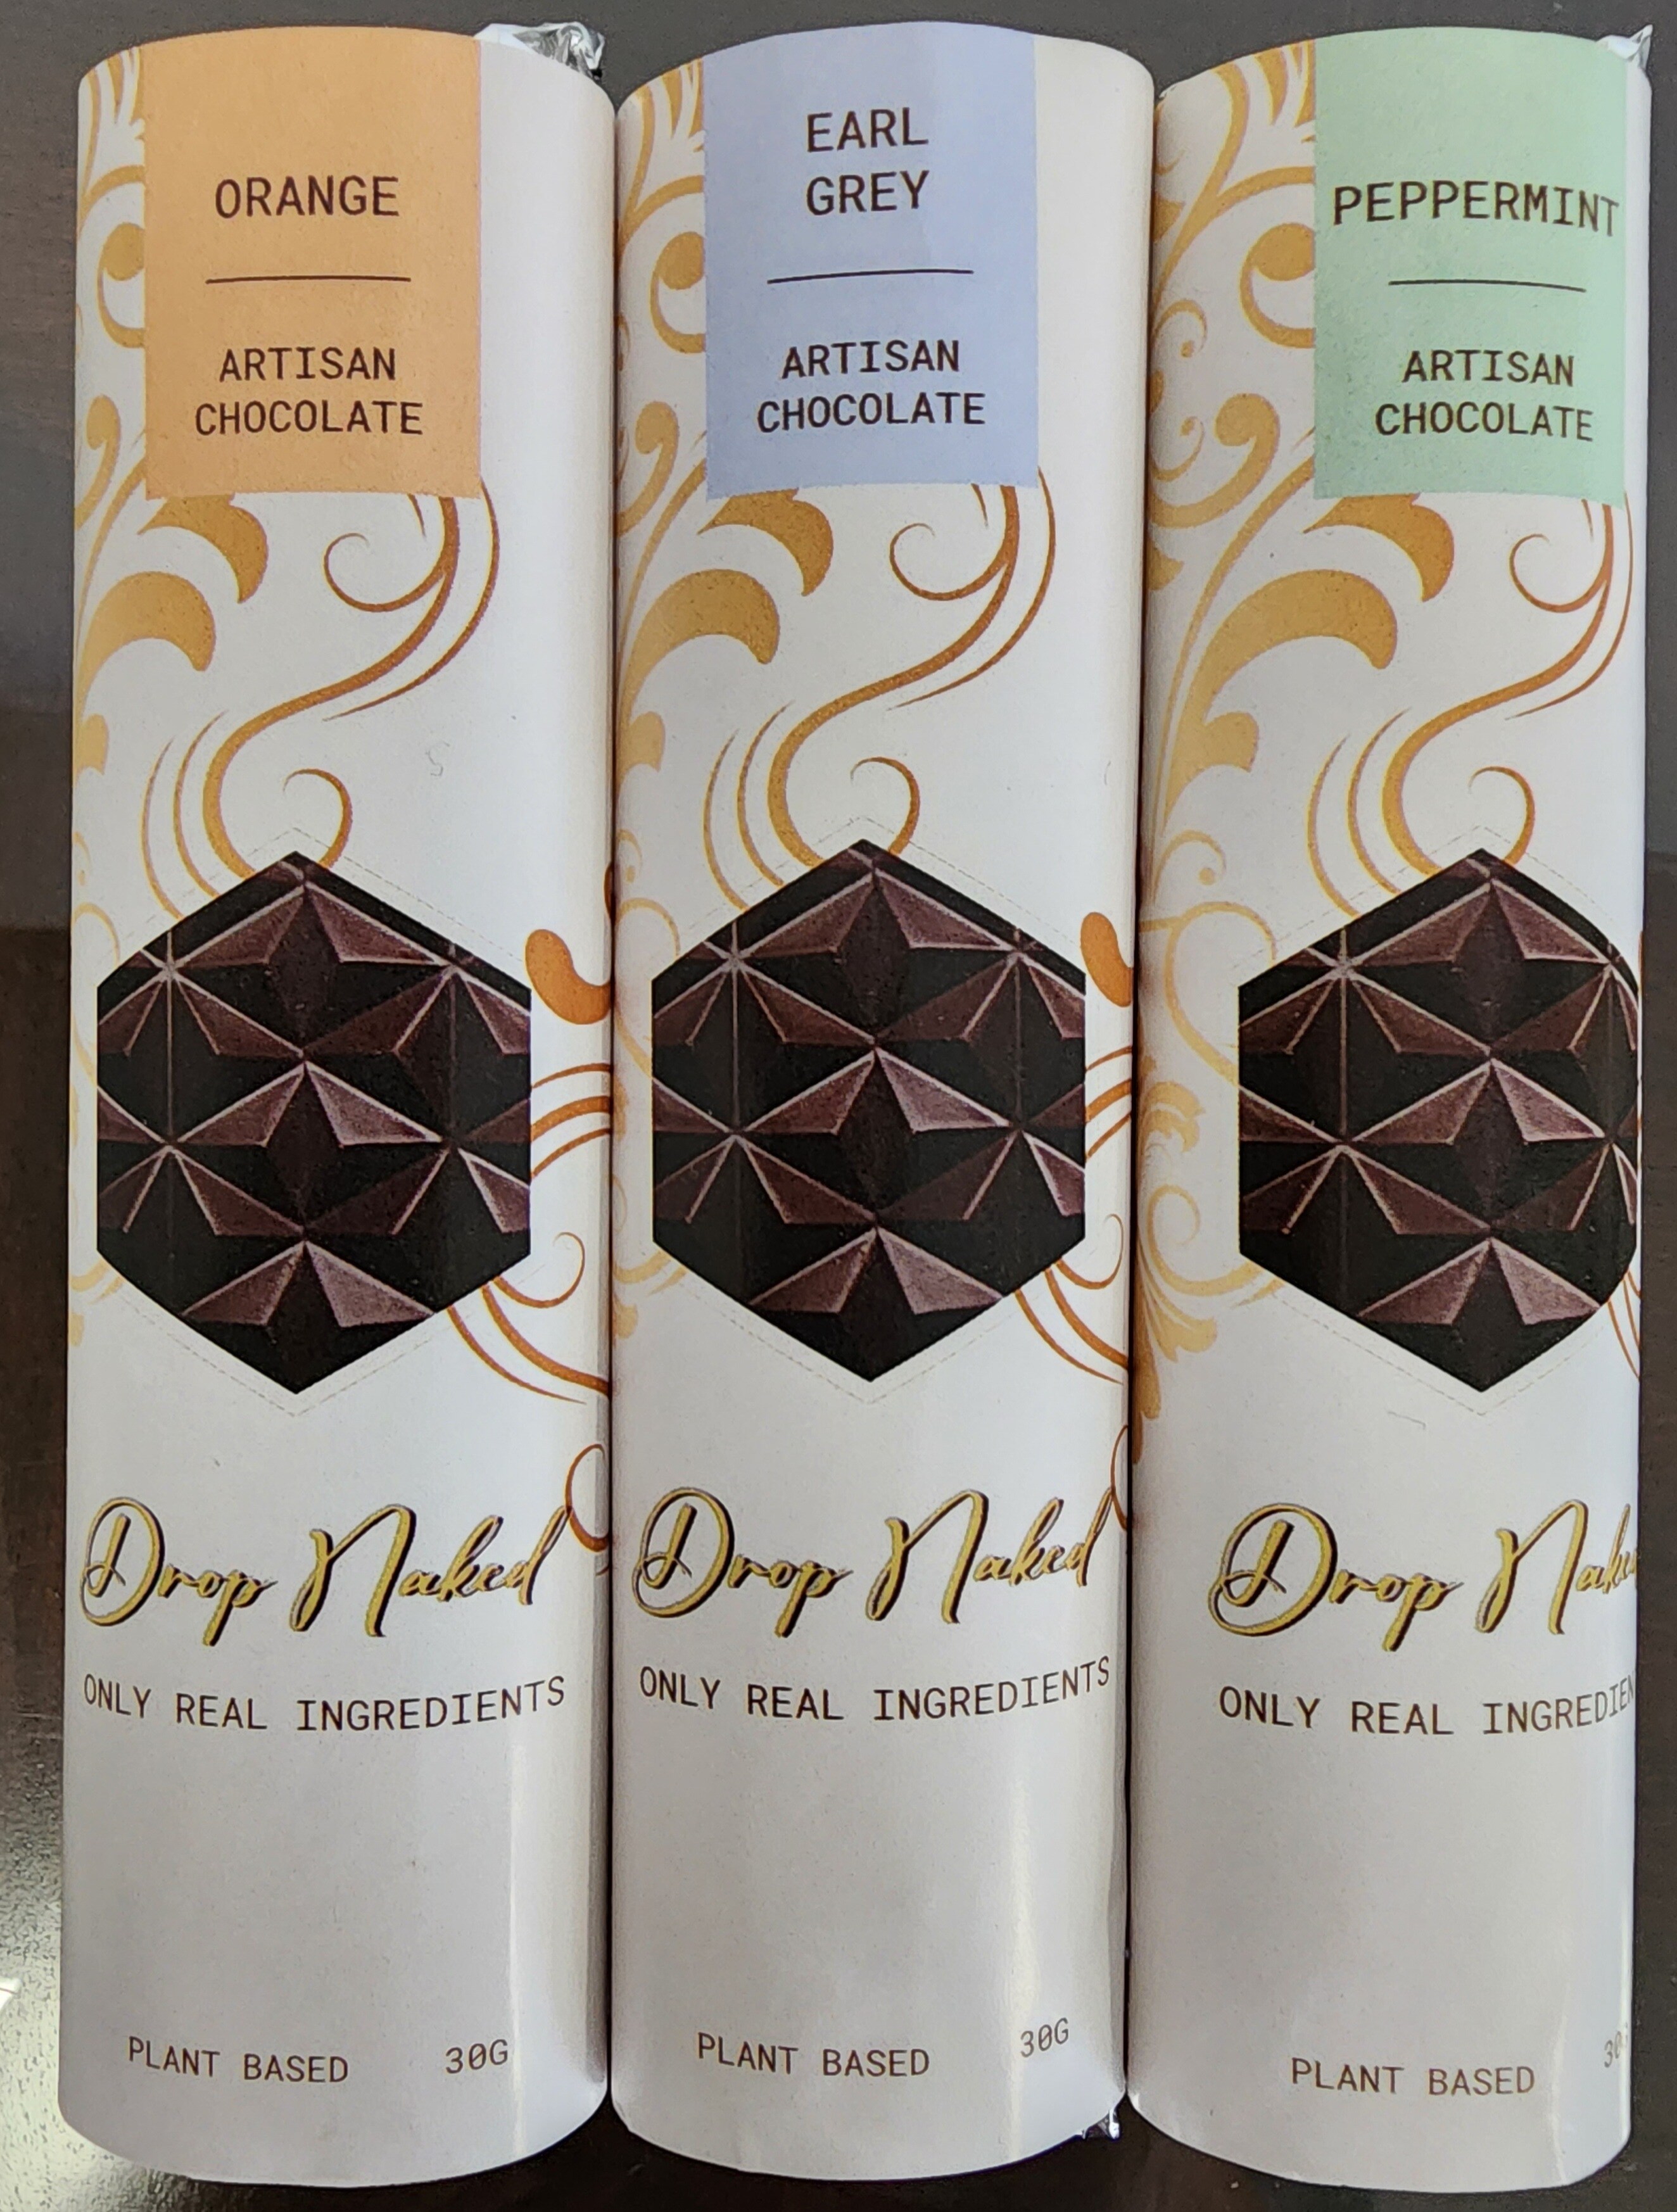 ORANGE
ARTISAN
CHOCOLATE
Drop Naked
ONLY REAL INGREDIENTS
PLANT BASED 30G
EARL
GREY
ARTISAN
CHOCOLATE
Drop Naked
ONLY REAL INGREDIENTS
PLANT BASED 30G
PEPPERMINT
ARTISAN
CHOCOLATE
Drop
ONLY REAL
PLANT BASED